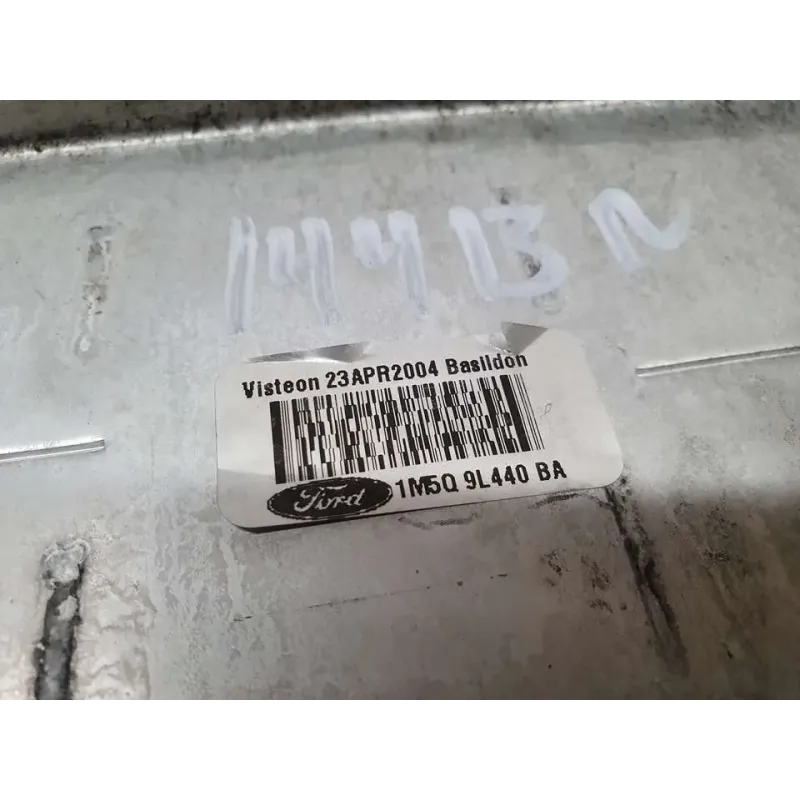 Visteon 23APR2004 Basildon
Ford 1M5Q 9L440 BA